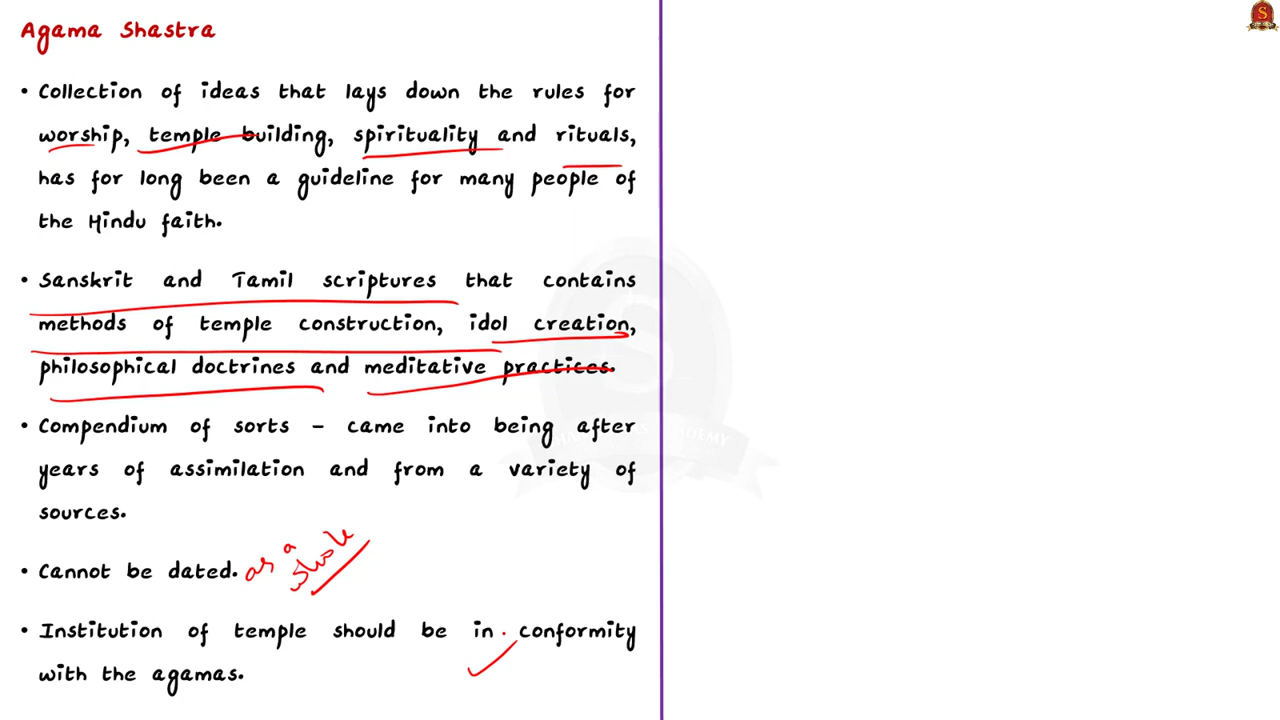 Agama Shastra
• Collection of ideas that lays down the rules for
worship, temple building, spirituality and rituals,
has for long been a guideline for many people of
the Hindu faith.
• Sanskrit and Tamil scriptures that contains
methods of temple construction, idol creation,
philosophical doctrines and meditative practices.
• Compendium of sorts – came into being after
years of assimilation and from a variety of
sources.
• Cannot be dated. as a whole
• Institution of temple should be in conformity
with the agamas.
S